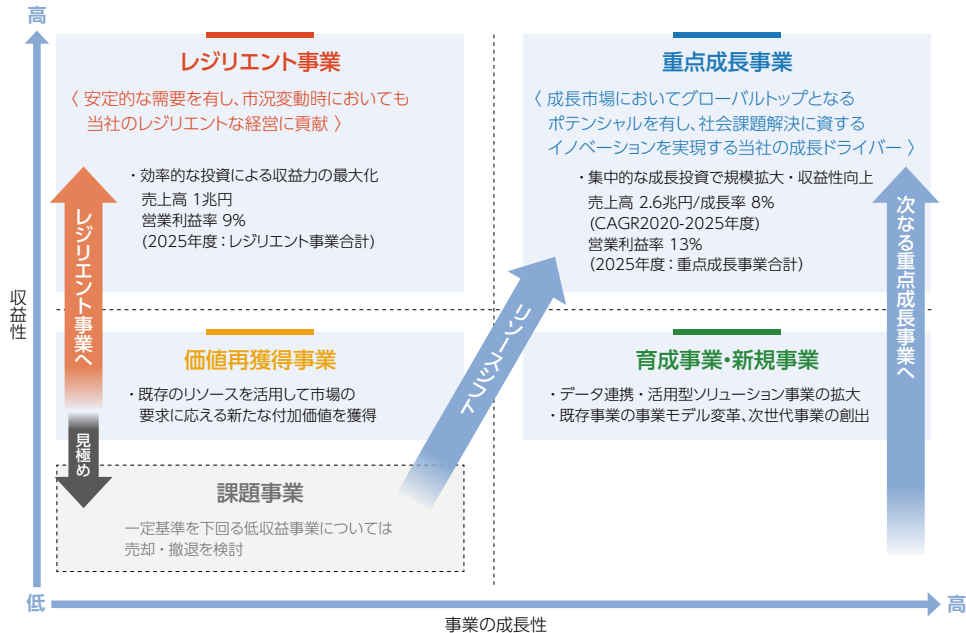 高
レジリエント事業
〈 安定的な需要を有し、市況変動時においても
当社のレジリエントな経営に貢献 〉
・効率的な投資による収益力の最大化
売上高 1兆円
営業利益率 9%
(2025年度：レジリエント事業合計)
重点成長事業
〈 成長市場においてグローバルトップとなる
ポテンシャルを有し、社会課題解決に資する
イノベーションを実現する当社の成長ドライバー 〉
・集中的な成長投資で規模拡大・収益性向上
売上高 2.6兆円/成長率 8%
(CAGR2020-2025年度)
営業利益率 13%
(2025年度：重点成長事業合計)
レジリエント事業へ
次なる重点成長事業へ
収益性
リソースシフト
価値再獲得事業
・既存のリソースを活用して市場の
要求に応える新たな付加価値を獲得
育成事業・新規事業
・データ連携・活用型ソリューション事業の拡大
・既存事業の事業モデル変革、次世代事業の創出
見極め
課題事業
一定基準を下回る低収益事業については
売却・撤退を検討
低
高
事業の成長性